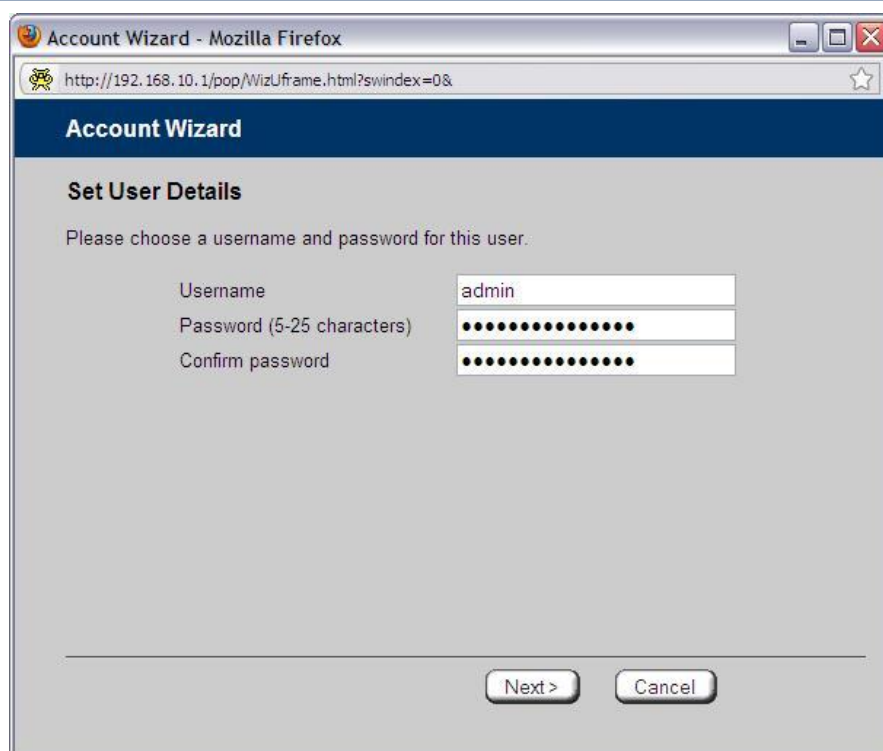 Account Wizard - Mozilla Firefox
http://192.168.10.1/pop/WizUframe.html?swindex=0&
Account Wizard
Set User Details
Please choose a username and password for this user.
Username admin
Password (5-25 characters) •••••••••••••••
Confirm password •••••••••••••••
Next> Cancel